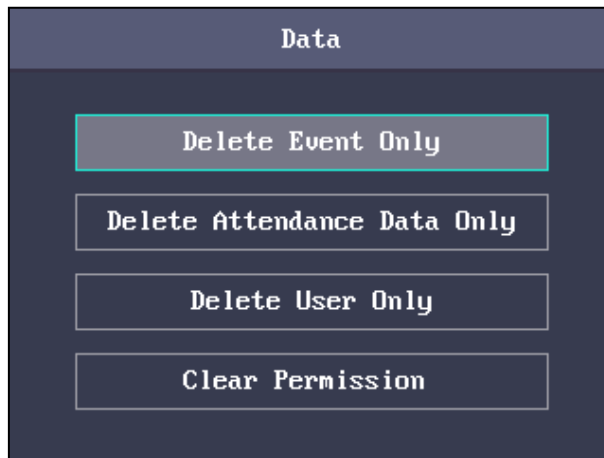 Data
Delete Event Only
Delete Attendance Data Only
Delete User Only
Clear Permission